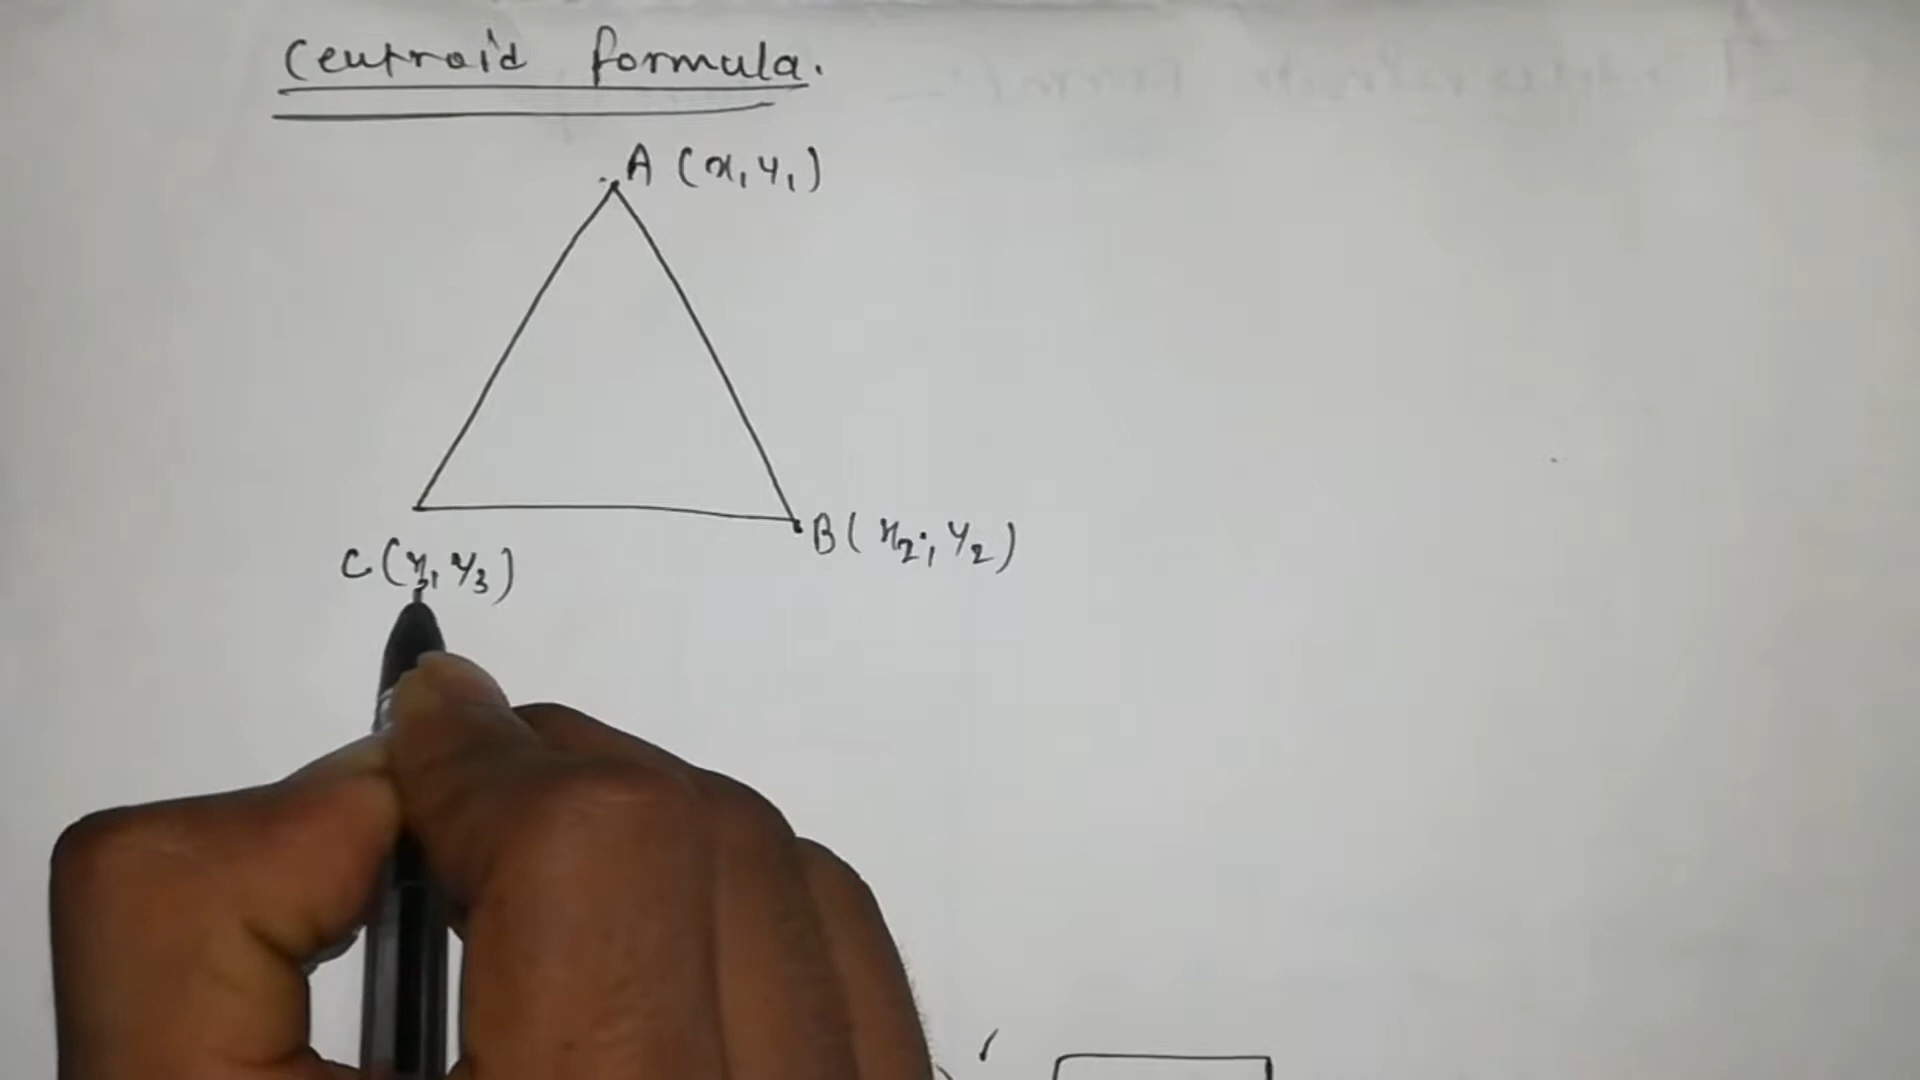 Centroid formula.
A (x₁ y₁)
B ( x₂, y₂ )
C (x₃, y₃)